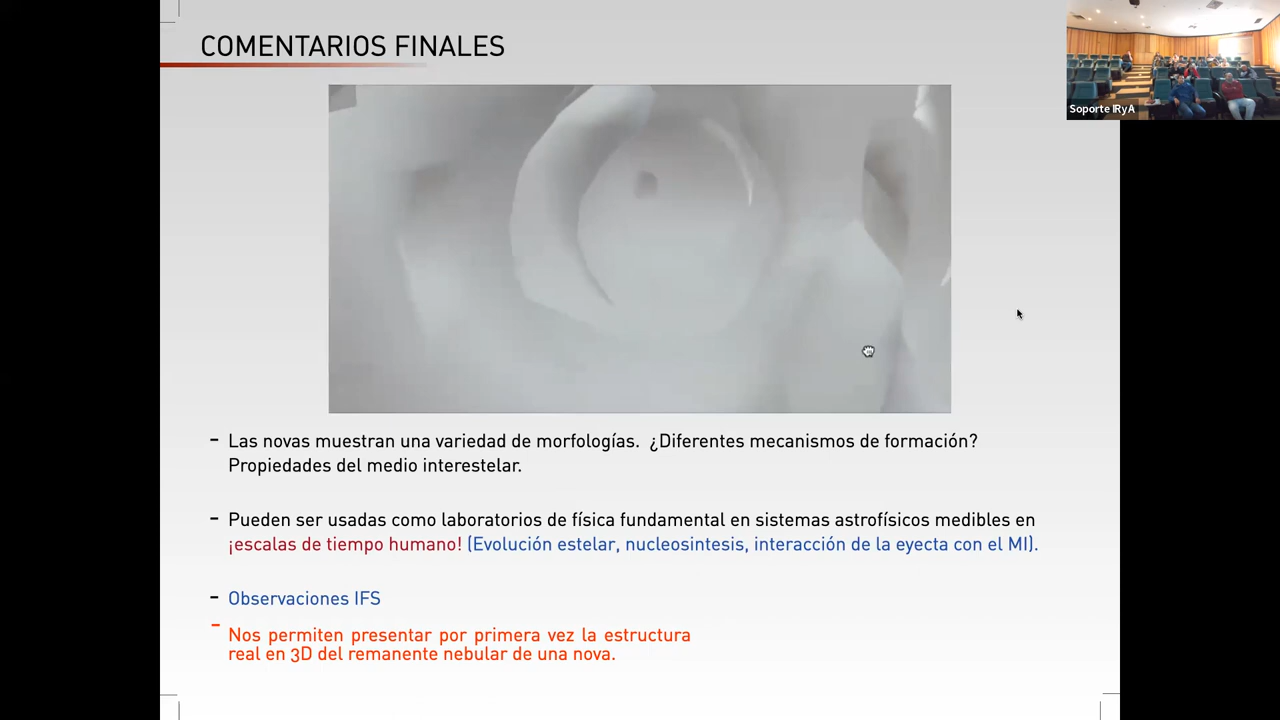 COMENTARIOS FINALES
Soporte IRyA
- Las novas muestran una variedad de morfologías. ¿Diferentes mecanismos de formación?
Propiedades del medio interestelar.
- Pueden ser usadas como laboratorios de física fundamental en sistemas astrofísicos medibles en
¡escalas de tiempo humano! (Evolución estelar, nucleosintesis, interacción de la eyecta con el MI).
- Observaciones IFS
- Nos permiten presentar por primera vez la estructura
real en 3D del remanente nebular de una nova.